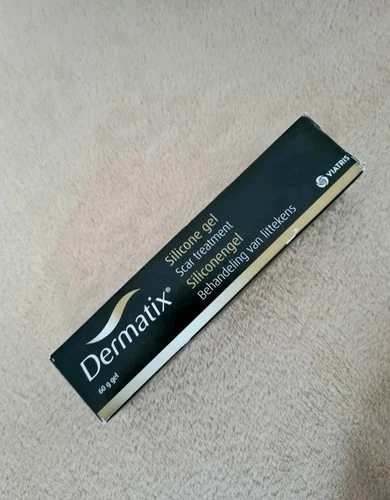 Dermatix®
60 g gel
Silicone gel
Scar treatment
Siliconengel
Behandeling van littekens
VIATRIS